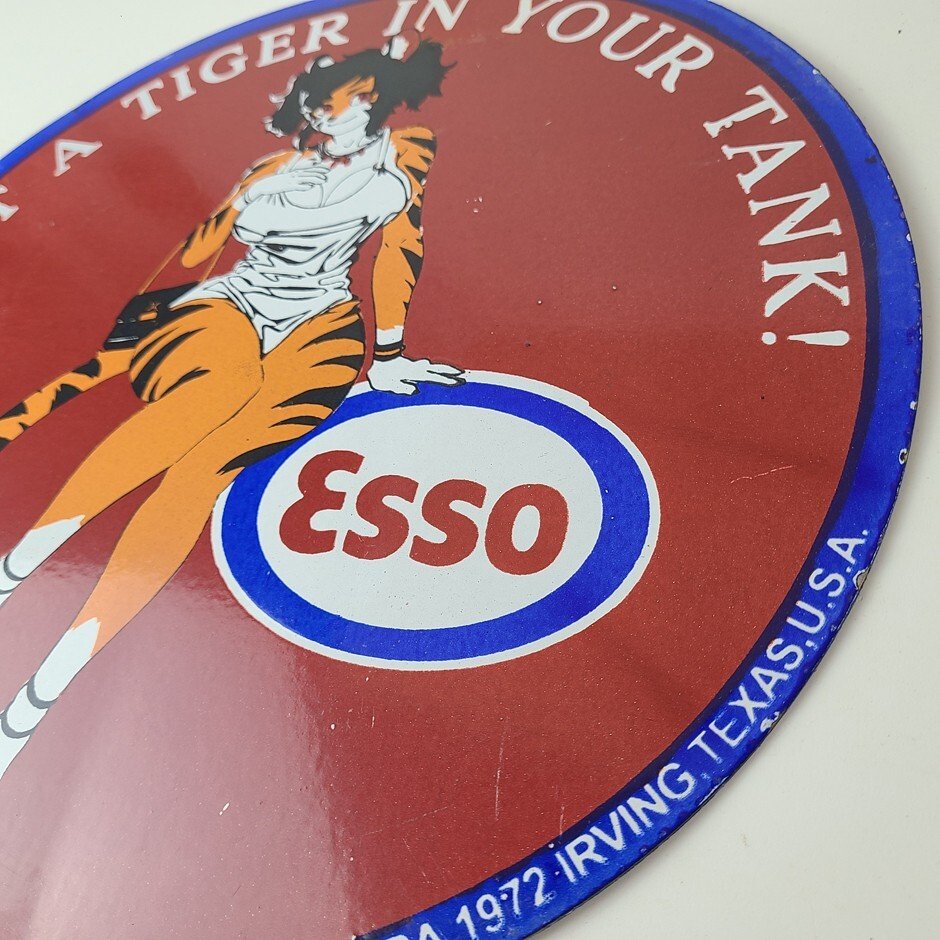 A TIGER IN YOUR TANK!
Esso
1972 IRVING TEXAS, U.S.A.